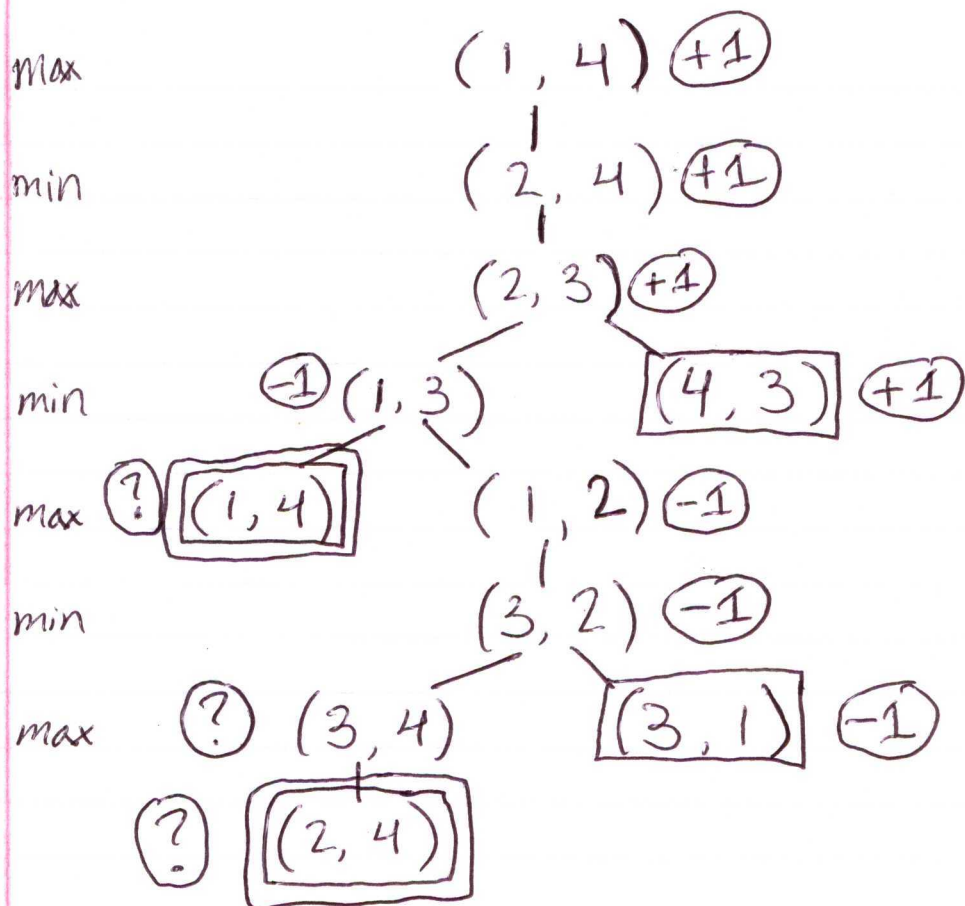 max (1, 4) +1
min (2, 4) +1
max (2, 3) +1
min -1 (1, 3) (4, 3) +1
max ? (1, 4) (1, 2) -1
min (3, 2) -1
max ? (3, 4) (3, 1) -1
? (2, 4)